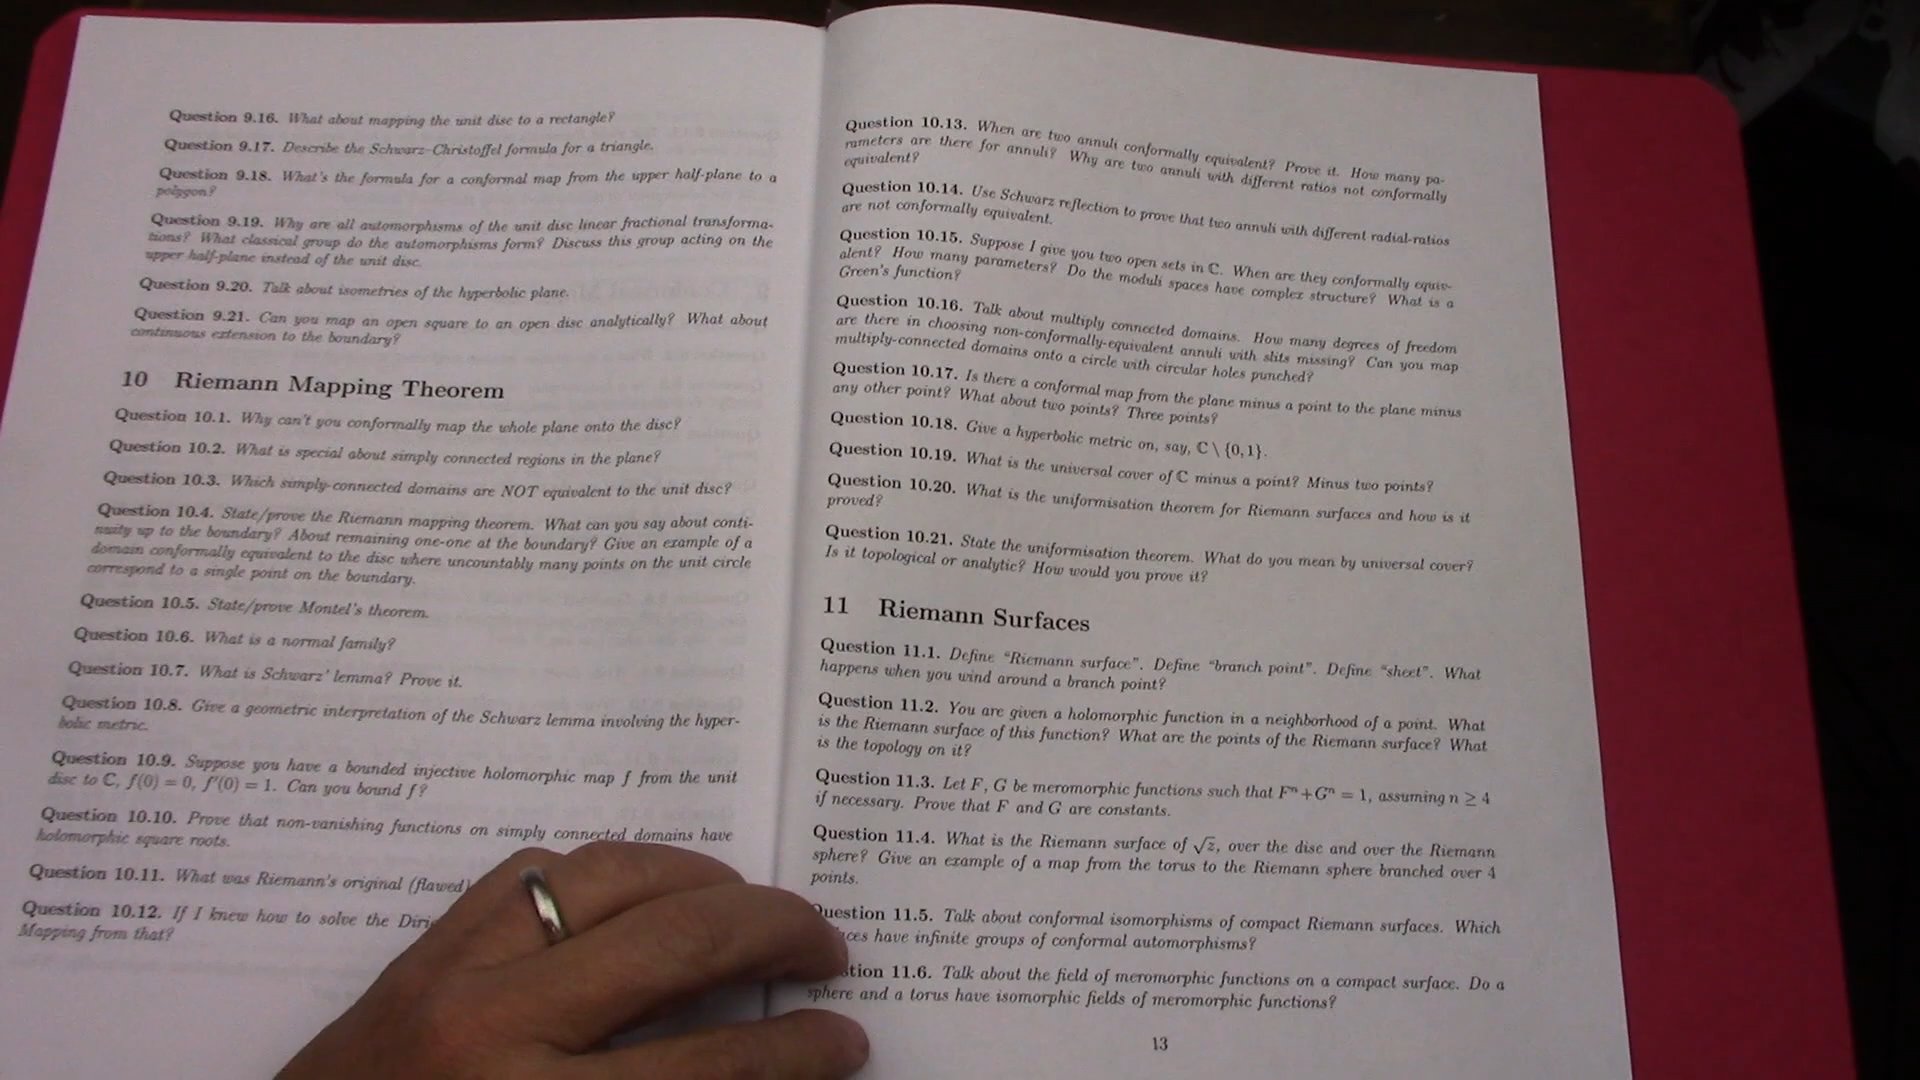 Question 9.16. What about mapping the unit disc to a rectangle?
Question 9.17. Describe the Schwarz–Christoffel formula for a triangle.
Question 9.18. What's the formula for a conformal map from the upper half-plane to a
polygon?
Question 9.19. Why are all automorphisms of the unit disc linear fractional transforma-
tions? What classical group do the automorphisms form? Discuss this group acting on the
upper half-plane instead of the unit disc.
Question 9.20. Talk about isometries of the hyperbolic plane.
Question 9.21. Can you map an open square to an open disc analytically? What about
continuous extension to the boundary?
10 Riemann Mapping Theorem
Question 10.1. Why can't you conformally map the whole plane onto the disc?
Question 10.2. What is special about simply connected regions in the plane?
Question 10.3. Which simply-connected domains are NOT equivalent to the unit disc?
Question 10.4. State/prove the Riemann mapping theorem. What can you say about conti-
nuity up to the boundary? About remaining one-one at the boundary? Give an example of a
domain conformally equivalent to the disc where uncountably many points on the unit circle
correspond to a single point on the boundary.
Question 10.5. State/prove Montel's theorem.
Question 10.6. What is a normal family?
Question 10.7. What is Schwarz' lemma? Prove it.
Question 10.8. Give a geometric interpretation of the Schwarz lemma involving the hyper-
bolic metric.
Question 10.9. Suppose you have a bounded injective holomorphic map f from the unit
disc to ℂ, f(0) = 0, f′(0) = 1. Can you bound f?
Question 10.10. Prove that non-vanishing functions on simply connected domains have
holomorphic square roots.
Question 10.11. What was Riemann's original (flawed)
Question 10.12. If I knew how to solve the
Mapping from that?
Question 10.13. When are two annuli conformally equivalent? Prove it. How many pa-
rameters are there for annuli? Why are two annuli with different ratios not conformally
equivalent?
Question 10.14. Use Schwarz reflection to prove that two annuli with different radial-ratios
are not conformally equivalent.
Question 10.15. Suppose I give you two open sets in ℂ. When are they conformally equiv-
alent? How many parameters? Do the moduli spaces have complex structure? What is a
Green's function?
Question 10.16. Talk about multiply connected domains. How many degrees of freedom
are there in choosing non-conformally-equivalent annuli with slits missing? Can you map
multiply-connected domains onto a circle with circular holes punched?
Question 10.17. Is there a conformal map from the plane minus a point to the plane minus
any other point? What about two points? Three points?
Question 10.18. Give a hyperbolic metric on, say, ℂ \ {0, 1}.
Question 10.19. What is the universal cover of ℂ minus a point? Minus two points?
Question 10.20. What is the uniformisation theorem for Riemann surfaces and how is it
proved?
Question 10.21. State the uniformisation theorem. What do you mean by universal cover?
Is it topological or analytic? How would you prove it?
11 Riemann Surfaces
Question 11.1. Define “Riemann surface”. Define “branch point”. Define “sheet”. What
happens when you wind around a branch point?
Question 11.2. You are given a holomorphic function in a neighborhood of a point. What
is the Riemann surface of this function? What are the points of the Riemann surface? What
is the topology on it?
Question 11.3. Let F, G be meromorphic functions such that Fⁿ + Gⁿ = 1, assuming n ≥ 4
if necessary. Prove that F and G are constants.
Question 11.4. What is the Riemann surface of √z, over the disc and over the Riemann
sphere? Give an example of a map from the torus to the Riemann sphere branched over 4
points.
Question 11.5. Talk about conformal isomorphisms of compact Riemann surfaces. Which
have infinite groups of conformal automorphisms?
11.6. Talk about the field of meromorphic functions on a compact surface. Do a
sphere and a torus have isomorphic fields of meromorphic functions?
13